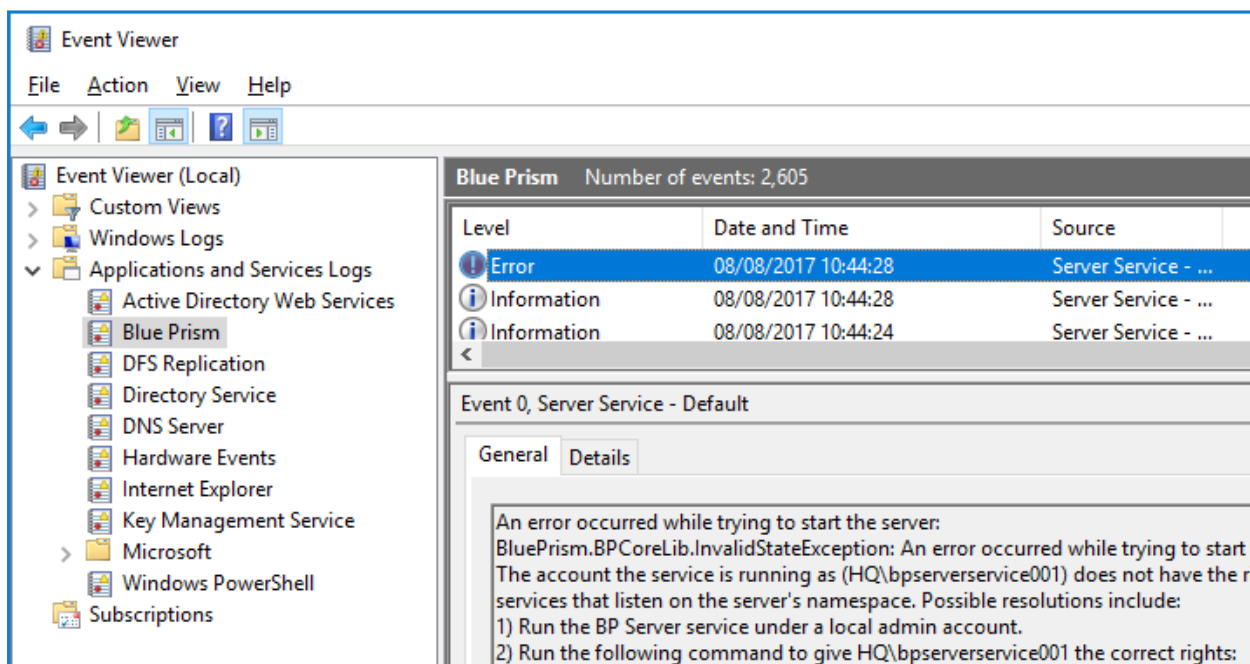 Event Viewer
File Action View Help
Event Viewer (Local)
Custom Views
Windows Logs
Applications and Services Logs
Active Directory Web Services
Blue Prism
DFS Replication
Directory Service
DNS Server
Hardware Events
Internet Explorer
Key Management Service
Microsoft
Windows PowerShell
Subscriptions
Blue Prism Number of events: 2,605
Level Date and Time Source
Error 08/08/2017 10:44:28 Server Service - ...
Information 08/08/2017 10:44:28 Server Service - ...
Information 08/08/2017 10:44:24 Server Service - ...
Event 0, Server Service - Default
General Details
An error occurred while trying to start the server:
BluePrism.BPCoreLib.InvalidStateException: An error occurred while trying to start
The account the service is running as (HQ\bpserverservice001) does not have the r
services that listen on the server's namespace. Possible resolutions include:
1) Run the BP Server service under a local admin account.
2) Run the following command to give HQ\bpserverservice001 the correct rights: